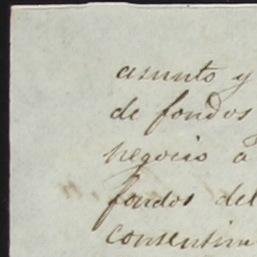 asunto y
de fondos
negocio á
fondos del
consentim